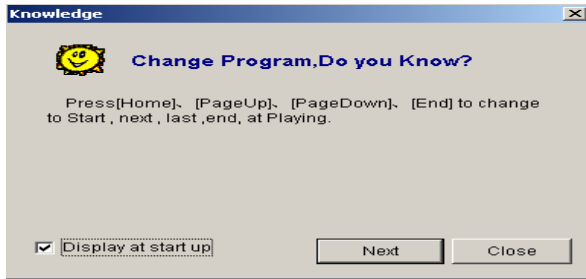 Knowledge
Change Program,Do you Know?
Press[Home]、[PageUp]、[PageDown]、[End] to change
to Start , next , last ,end, at Playing.
Display at start up
Next
Close